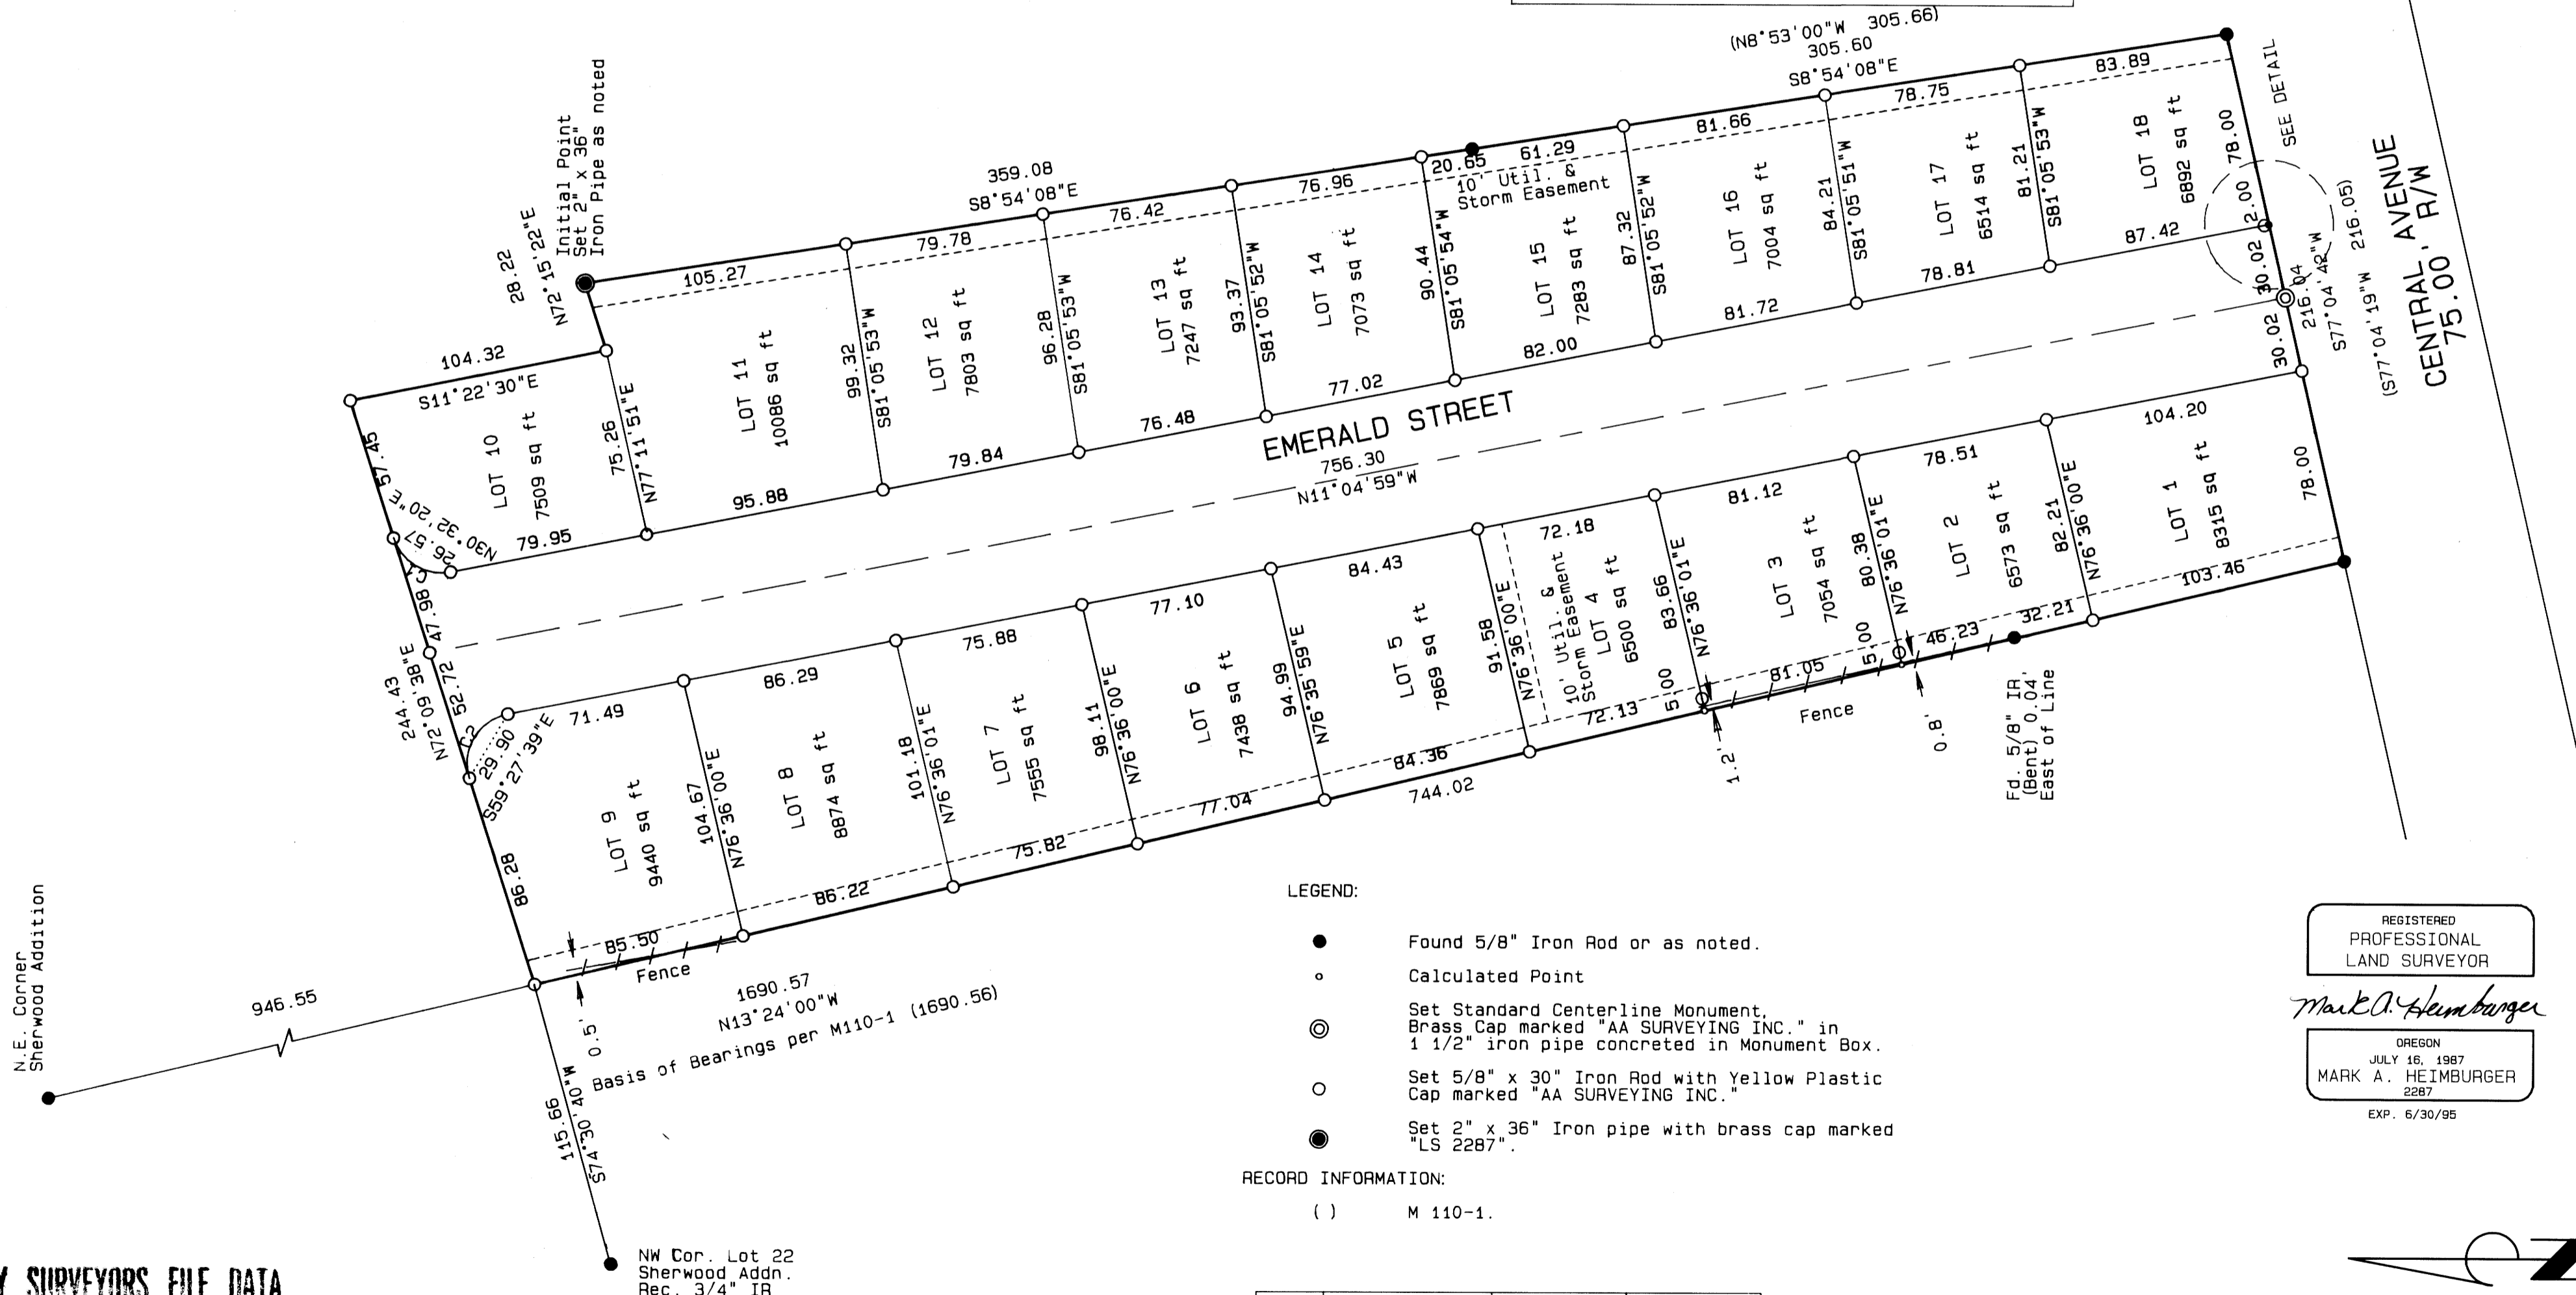 (N8°53'00"W 305.66)
305.60
S8°54'08"E
359.08
S8°54'08"E
Initial Point
Set 2" x 36"
Iron Pipe as noted
28.22
N72°15'22"E
104.32
S11°22'30"E
105.27
79.78
76.42
76.96
20.65
61.29
81.66
78.75
83.89
10' Util. &
Storm Easement
57.45
N30°32'20"E
26.57
C1
LOT 10
7509 sq ft
79.95
75.26
N77°11'51"E
LOT 11
10086 sq ft
95.88
99.32
S81°05'53"W
LOT 12
7803 sq ft
79.84
96.28
S81°05'53"W
LOT 13
7247 sq ft
76.48
93.37
S81°05'52"W
LOT 14
7073 sq ft
77.02
90.44
S81°05'54"W
LOT 15
7283 sq ft
82.00
87.32
S81°05'52"W
LOT 16
7004 sq ft
81.72
84.21
S81°05'51"W
LOT 17
6514 sq ft
78.81
81.21
S81°05'53"W
LOT 18
6892 sq ft
87.42
78.00
2.00
30.02
SEE DETAIL
216.04
S77°04'42"W
(S77°04'19"W 216.05)
CENTRAL AVENUE
75.00 R/W
EMERALD STREET
756.30
N11°04'59"W
30.02
78.00
47.98
52.72
244.43
N72°09'38"E
C2
29.90
S59°27'39"E
86.28
71.49
LOT 9
9440 sq ft
85.50
Fence
104.67
N76°36'00"E
86.29
LOT 8
8874 sq ft
86.22
101.18
N76°36'01"E
75.88
LOT 7
7555 sq ft
75.82
98.11
N76°36'00"E
77.10
LOT 6
7438 sq ft
77.04
94.99
N76°35'59"E
84.43
LOT 5
7869 sq ft
84.36
91.58
N76°36'00"E
72.18
10' Util. &
Storm Easement
LOT 4
6500 sq ft
72.13
83.66
N76°36'01"E
5.00
81.12
LOT 3
7054 sq ft
81.05
80.38
N76°36'01"E
5.00
78.51
LOT 2
6573 sq ft
46.23
32.21
82.21
N76°36'00"E
104.20
LOT 1
8315 sq ft
103.46
744.02
1.2'
Fence
0.8'
Fd. 5/8" IR
(Bent) 0.04'
East of Line
N.E. Corner
Sherwood Addition
946.55
0.5'
1690.57
N13°24'00"W
Basis of Bearings per M110-1 (1690.56)
115.66
S74°30'40"W
NW Cor. Lot 22
Sherwood Addn.
Rec. 3/4" IR
LEGEND:
Found 5/8" Iron Rod or as noted.
Calculated Point
Set Standard Centerline Monument,
Brass Cap marked "AA SURVEYING INC." in
1 1/2" iron pipe concreted in Monument Box.
Set 5/8" x 30" Iron Rod with Yellow Plastic
Cap marked "AA SURVEYING INC."
Set 2" x 36" Iron pipe with brass cap marked
"LS 2287".
RECORD INFORMATION:
( ) M 110-1.
REGISTERED
PROFESSIONAL
LAND SURVEYOR
Mark A. Heimburger
OREGON
JULY 16, 1987
MARK A. HEIMBURGER
2287
EXP. 6/30/95
SURVEYORS FILE DATA